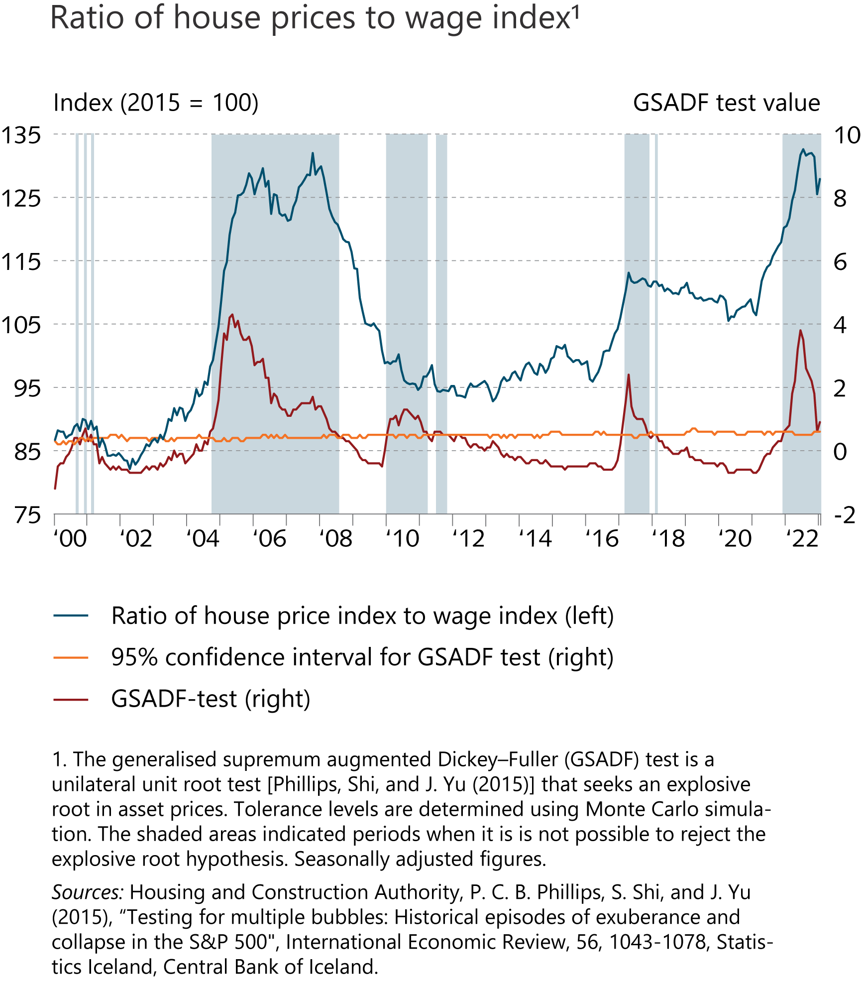 Ratio of house prices to wage index¹
Index (2015 = 100)
GSADF test value
135
125
115
105
95
85
75
10
8
6
4
2
0
-2
‘00 ‘02 ‘04 ‘06 ‘08 ‘10 ‘12 ‘14 ‘16 ‘18 ‘20 ‘22
Ratio of house price index to wage index (left)
95% confidence interval for GSADF test (right)
GSADF-test (right)
1. The generalised supremum augmented Dickey–Fuller (GSADF) test is a
unilateral unit root test [Phillips, Shi, and J. Yu (2015)] that seeks an explosive
root in asset prices. Tolerance levels are determined using Monte Carlo simula-
tion. The shaded areas indicated periods when it is is not possible to reject the
explosive root hypothesis. Seasonally adjusted figures.
Sources: Housing and Construction Authority, P. C. B. Phillips, S. Shi, and J. Yu
(2015), “Testing for multiple bubbles: Historical episodes of exuberance and
collapse in the S&P 500", International Economic Review, 56, 1043-1078, Statis-
tics Iceland, Central Bank of Iceland.